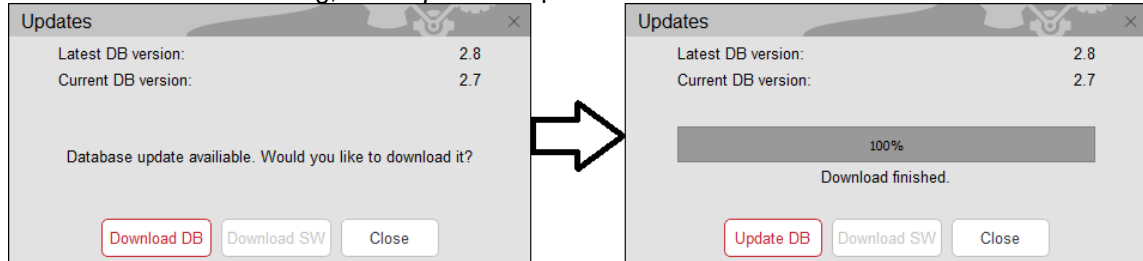 Updates
Latest DB version: 2.8
Current DB version: 2.7
Database update availiable. Would you like to download it?
Download DB Download SW Close
Updates
Latest DB version: 2.8
Current DB version: 2.7
100%
Download finished.
Update DB Download SW Close